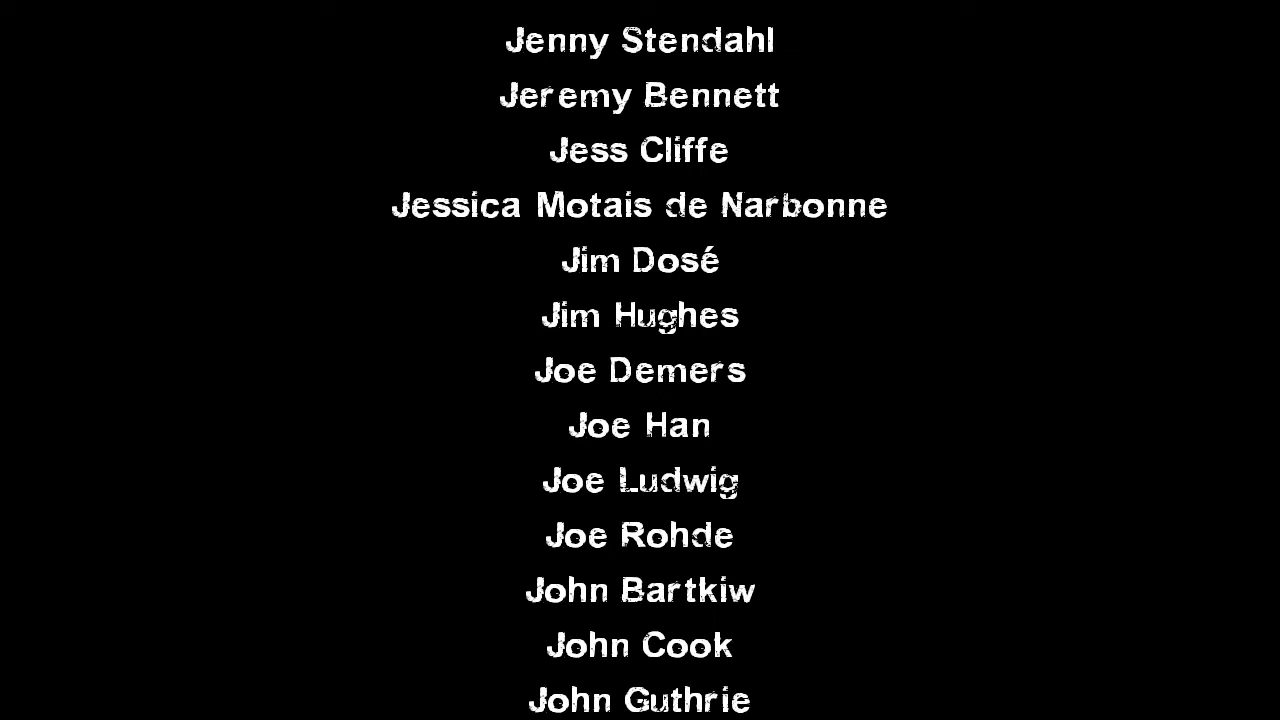 Jenny Stendahl
Jeremy Bennett
Jess Cliffe
Jessica Motais de Narbonne
Jim Dosé
Jim Hughes
Joe Demers
Joe Han
Joe Ludwig
Joe Rohde
John Bartkiw
John Cook
John Guthrie